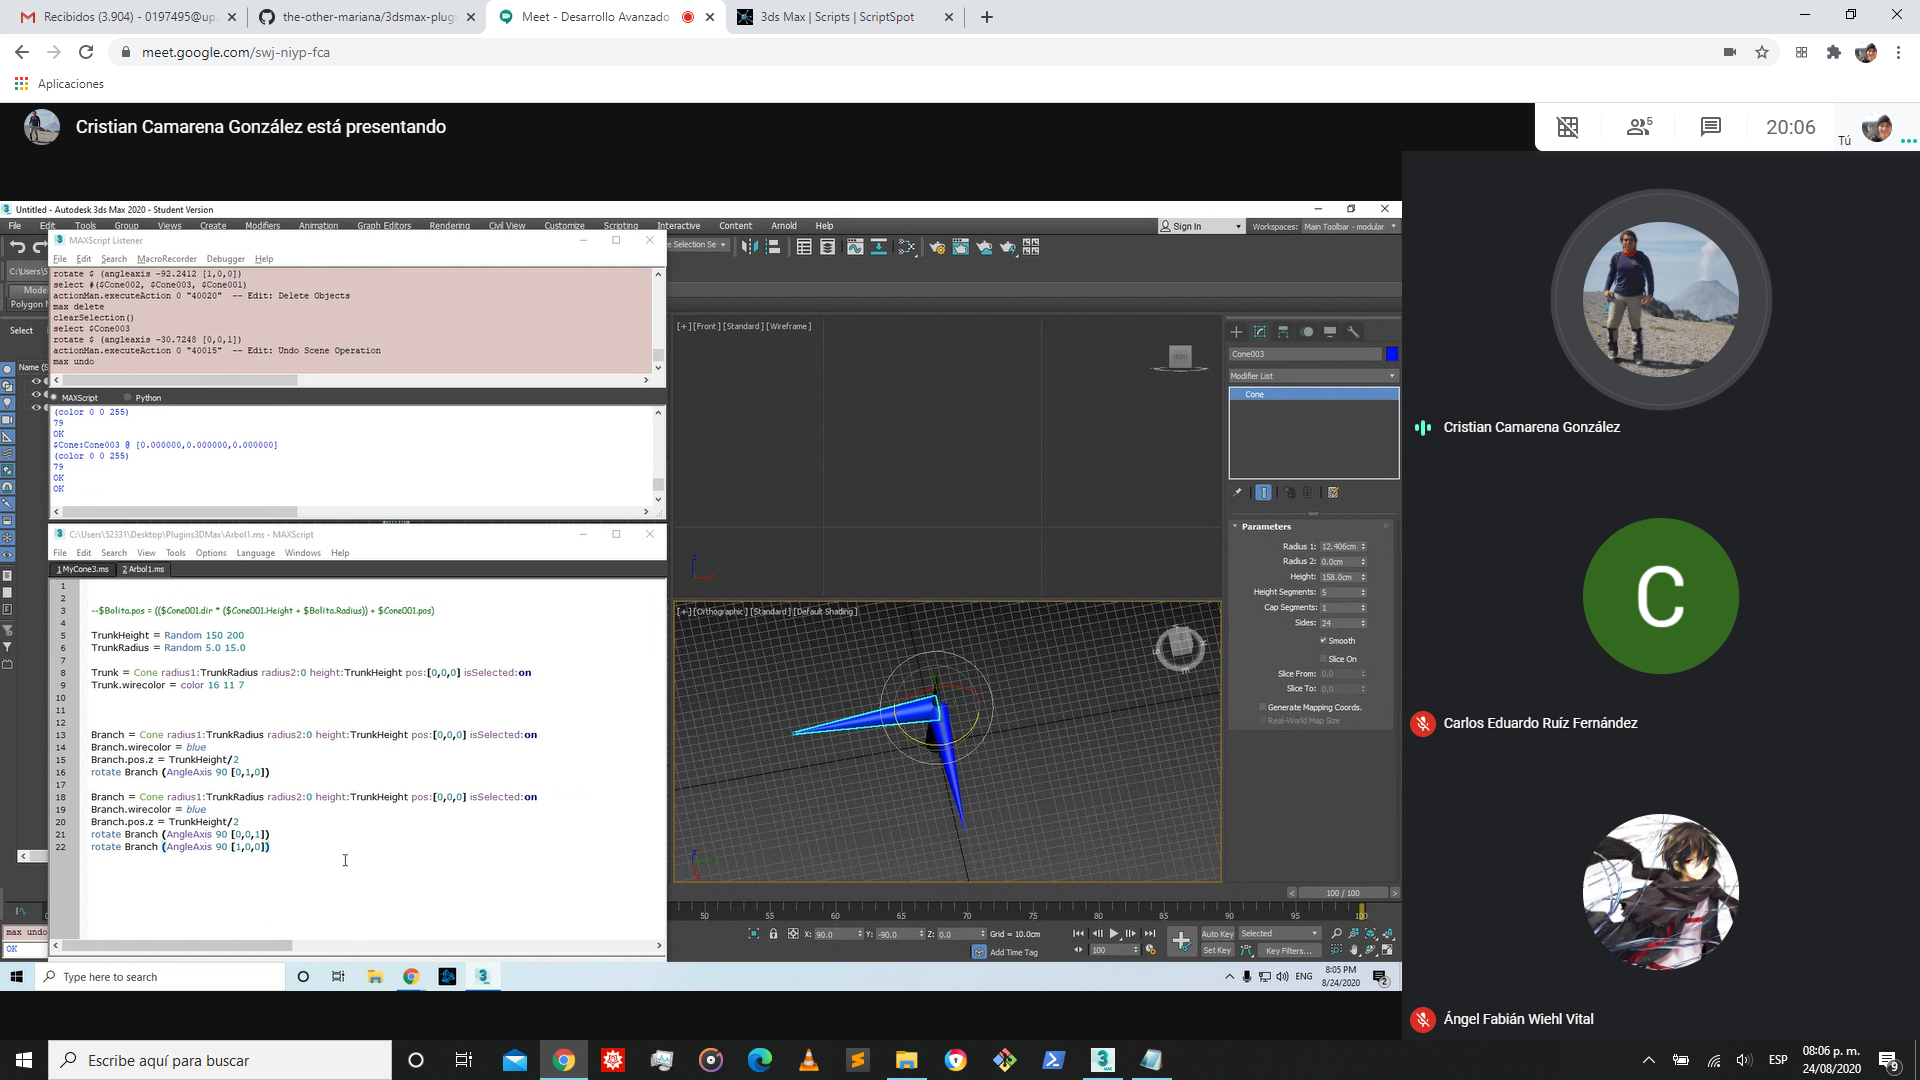 Recibidos (3.904) - 0197495@up.
the-other-mariana/3dsmax-plug
Meet - Desarrollo Avanzado
3ds Max | Scripts | ScriptSpot
meet.google.com/swj-niyp-fca
Aplicaciones
Cristian Camarena González está presentando
5
20:06
Tú
Untitled - Autodesk 3ds Max 2020 - Student Version
File Edit Tools Group Views Create Modifiers Animation Graph Editors Rendering Civil View Customize Scripting Interactive Content Arnold Help
Sign In
Workspaces: Main Toolbar - modular
MAXScript Listener
e Selection Se
File Edit Search MacroRecorder Debugger Help
C:\Users\5
Mode
Polygon M
Select
Name (S
rotate $ (angleaxis -92.2412 [1,0,0])
select #($Cone002, $Cone003, $Cone001)
actionMan.executeAction 0 "40020"  -- Edit: Delete Objects
max delete
clearSelection()
select $Cone003
rotate $ (angleaxis -30.7248 [0,0,1])
actionMan.executeAction 0 "40015"  -- Edit: Undo Scene Operation
max undo
MAXScript Python
(color 0 0 255)
79
OK
$Cone:Cone003 @ [0.000000,0.000000,0.000000]
(color 0 0 255)
79
OK
OK
C:\Users\52331\Desktop\Plugins3DMax\Arbol1.ms - MAXScript
File Edit Search View Tools Options Language Windows Help
1 MyCone3.ms 2 Arbol1.ms
1
2
3 --$Bolita.pos = (($Cone001.dir * ($Cone001.Height + $Bolita.Radius)) + $Cone001.pos)
4
5 TrunkHeight = Random 150 200
6 TrunkRadius = Random 5.0 15.0
7
8 Trunk = Cone radius1:TrunkRadius radius2:0 height:TrunkHeight pos:[0,0,0] isSelected:on
9 Trunk.wirecolor = color 16 11 7
10
11
12
13 Branch = Cone radius1:TrunkRadius radius2:0 height:TrunkHeight pos:[0,0,0] isSelected:on
14 Branch.wirecolor = blue
15 Branch.pos.z = TrunkHeight/2
16 rotate Branch (AngleAxis 90 [0,1,0])
17
18 Branch = Cone radius1:TrunkRadius radius2:0 height:TrunkHeight pos:[0,0,0] isSelected:on
19 Branch.wirecolor = blue
20 Branch.pos.z = TrunkHeight/2
21 rotate Branch (AngleAxis 90 [0,0,1])
22 rotate Branch (AngleAxis 90 [1,0,0])
max undo
OK
[+] [Front] [Standard] [Wireframe]
FRONT
[+] [Orthographic] [Standard] [Default Shading]
Cone003
Modifier List
Cone
Parameters
Radius 1: 12.406cm
Radius 2: 0.0cm
Height: 158.0cm
Height Segments: 5
Cap Segments: 1
Sides: 24
Smooth
Slice On
Slice From: 0.0
Slice To: 0.0
Generate Mapping Coords.
Real-World Map Size
100 / 100
50 55 60 65 70 75 80 85 90 95 100
X: 90.0 Y: -90.0 Z: 0.0 Grid = 10.0cm
Add Time Tag
100
Auto Key Selected
Set Key Key Filters...
Type here to search
ENG
8:05 PM
8/24/2020
2
Cristian Camarena González
C
Carlos Eduardo Ruíz Fernández
Ángel Fabián Wiehl Vital
Escribe aquí para buscar
ESP
08:06 p. m.
24/08/2020
9